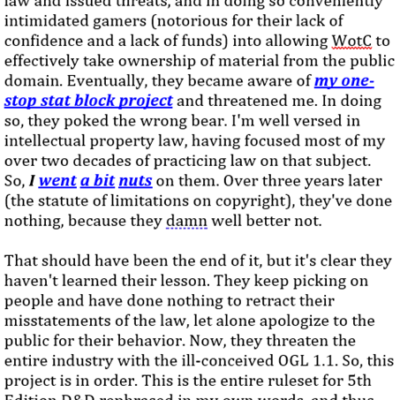 law and issued threats, and in doing so conveniently
intimidated gamers (notorious for their lack of
confidence and a lack of funds) into allowing WotC to
effectively take ownership of material from the public
domain. Eventually, they became aware of my one-
stop stat block project and threatened me. In doing
so, they poked the wrong bear. I'm well versed in
intellectual property law, having focused most of my
over two decades of practicing law on that subject.
So, I went a bit nuts on them. Over three years later
(the statute of limitations on copyright), they've done
nothing, because they damn well better not.
That should have been the end of it, but it's clear they
haven't learned their lesson. They keep picking on
people and have done nothing to retract their
misstatements of the law, let alone apologize to the
public for their behavior. Now, they threaten the
entire industry with the ill-conceived OGL 1.1. So, this
project is in order. This is the entire ruleset for 5th
Edition D&D rephrased in my own words, and thus